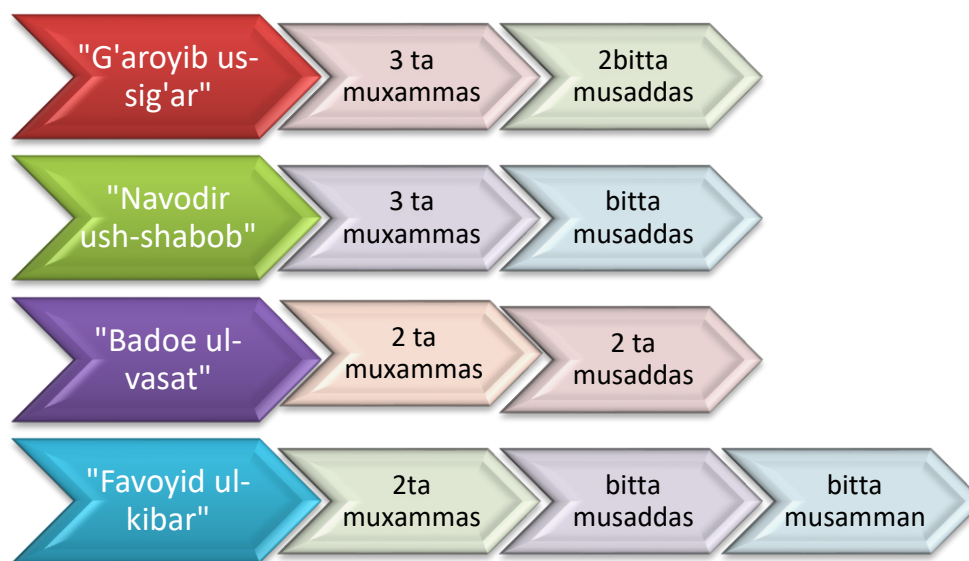 "G'aroyib us-
sig'ar"
3 ta
muxammas
2bitta
musaddas
"Navodir
ush-shabob"
3 ta
muxammas
bitta
musaddas
"Badoe ul-
vasat"
2 ta
muxammas
2 ta
musaddas
"Favoyid ul-
kibar"
2ta
muxammas
bitta
musaddas
bitta
musamman